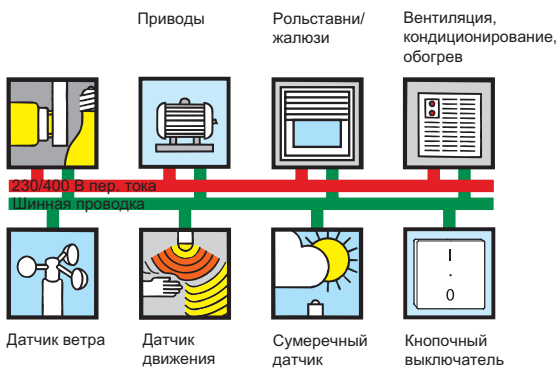 Приводы
Рольставни/
жалюзи
Вентиляция,
кондиционирование,
обогрев
230/400 В пер. тока
Шинная проводка
I
.
0
Датчик ветра
Датчик
движения
Сумеречный
датчик
Кнопочный
выключатель